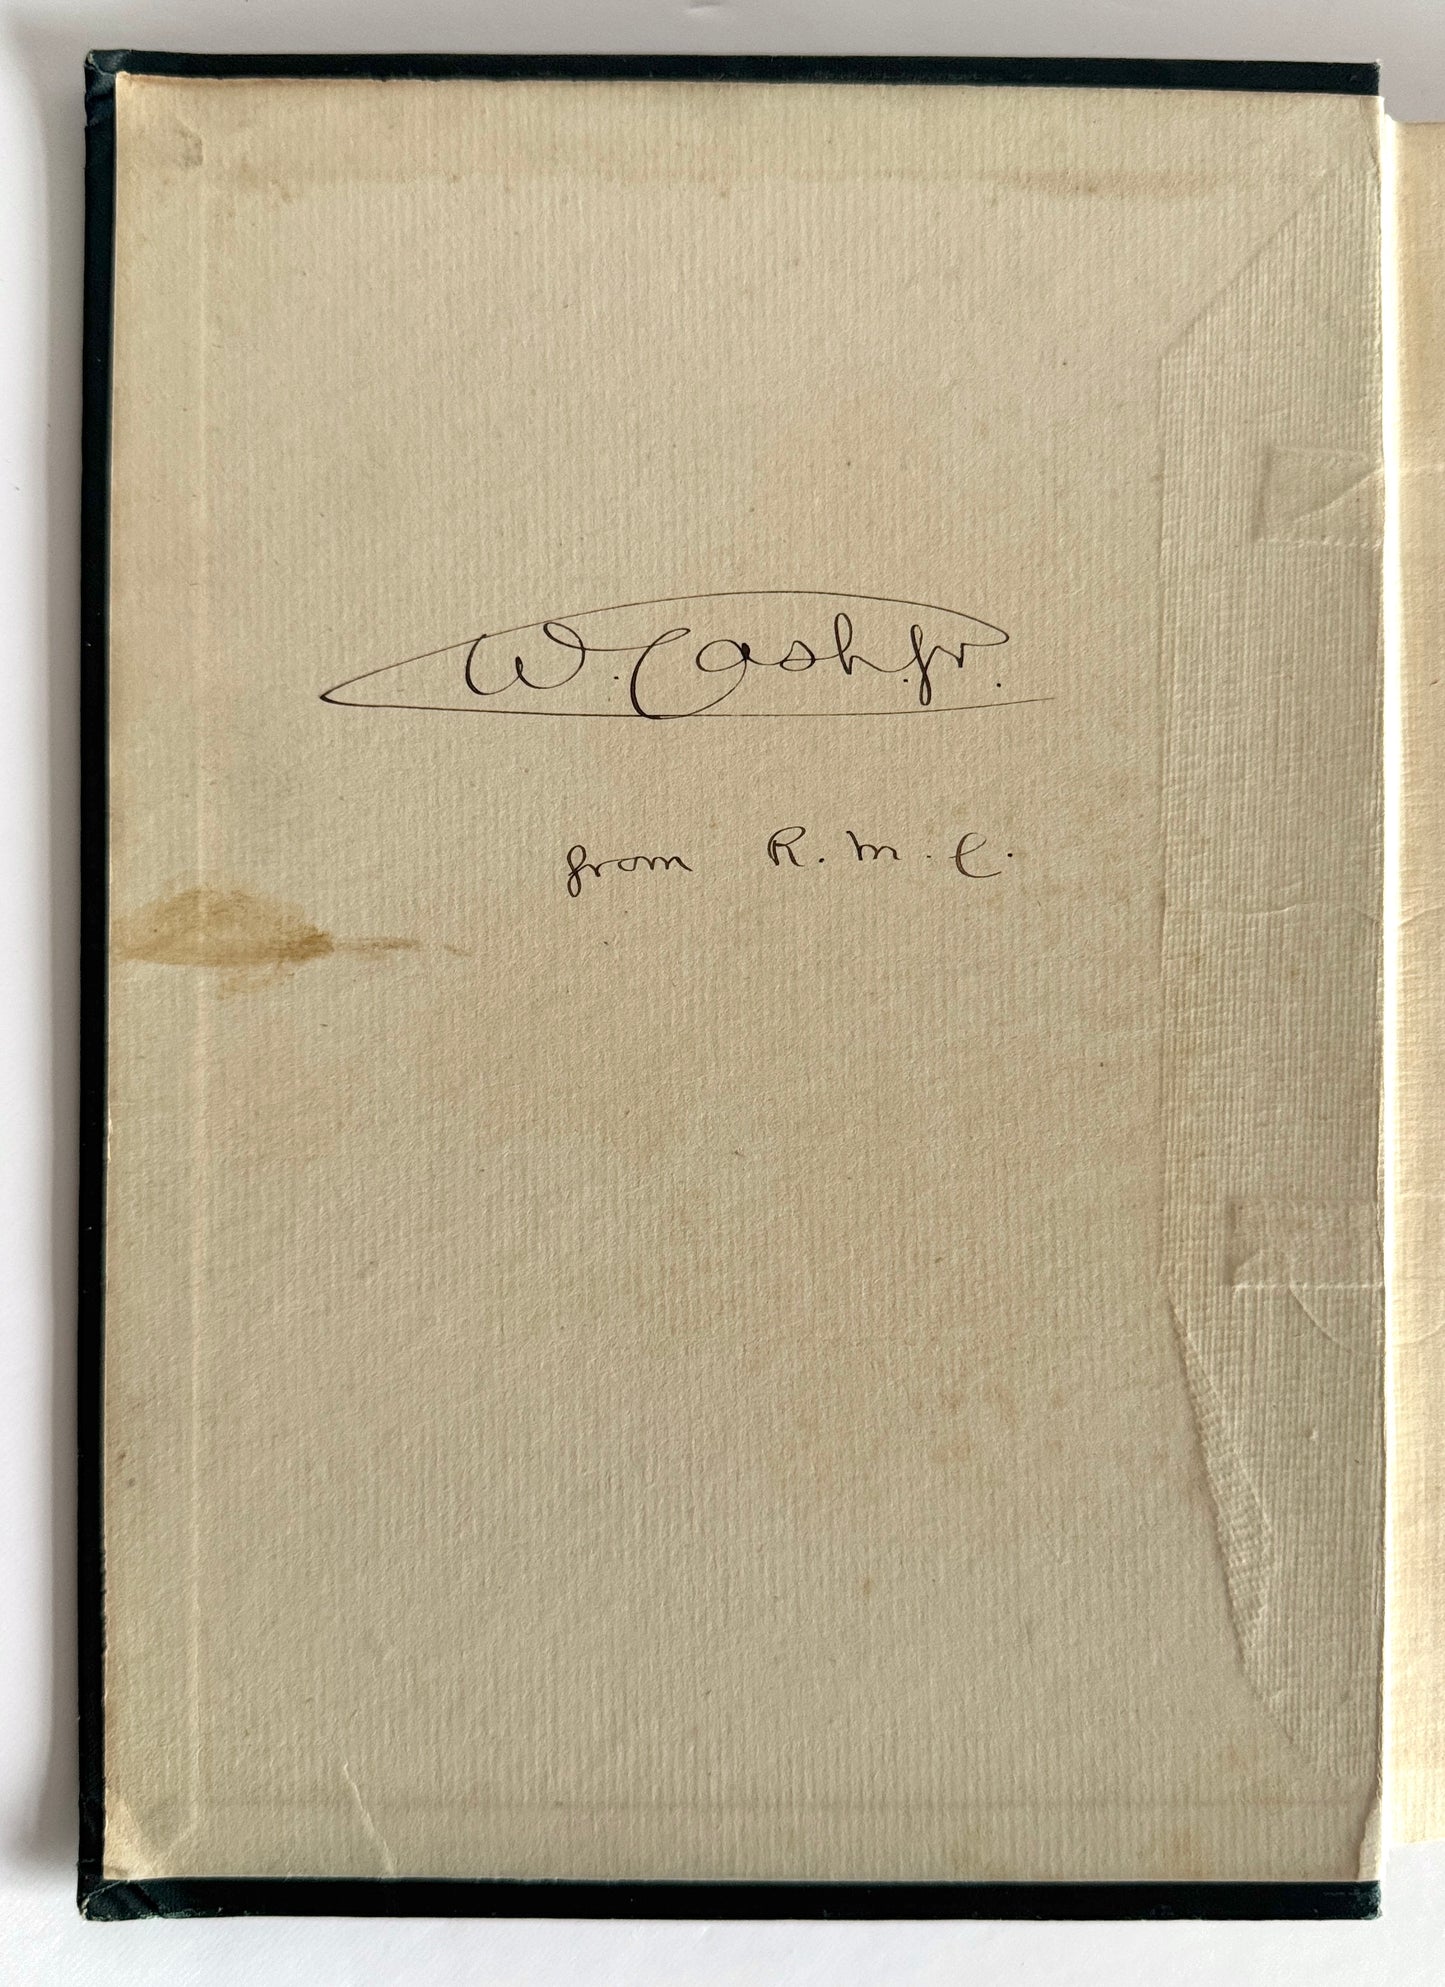 W. Cash. jr.
from R. M. C.